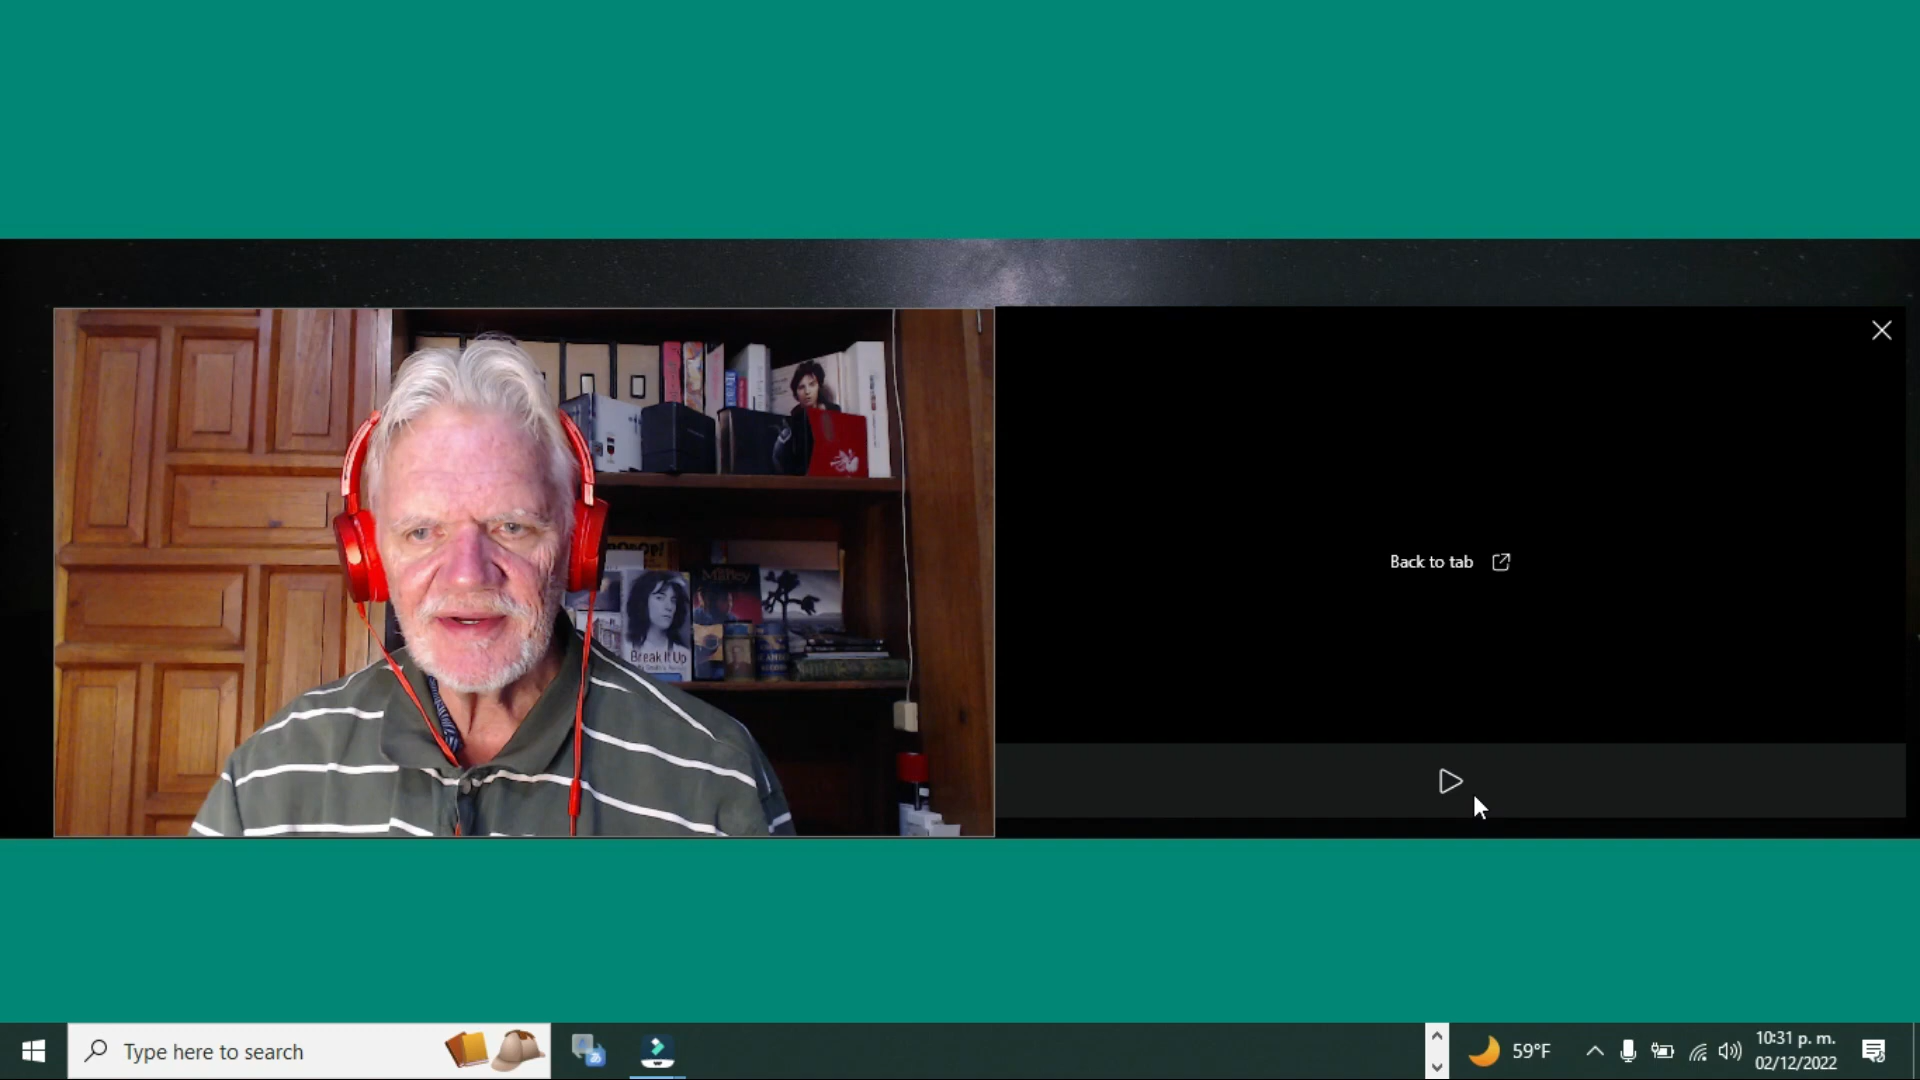 Back to tab
Break It Up
Type here to search
59°F
10:31 p. m.
02/12/2022